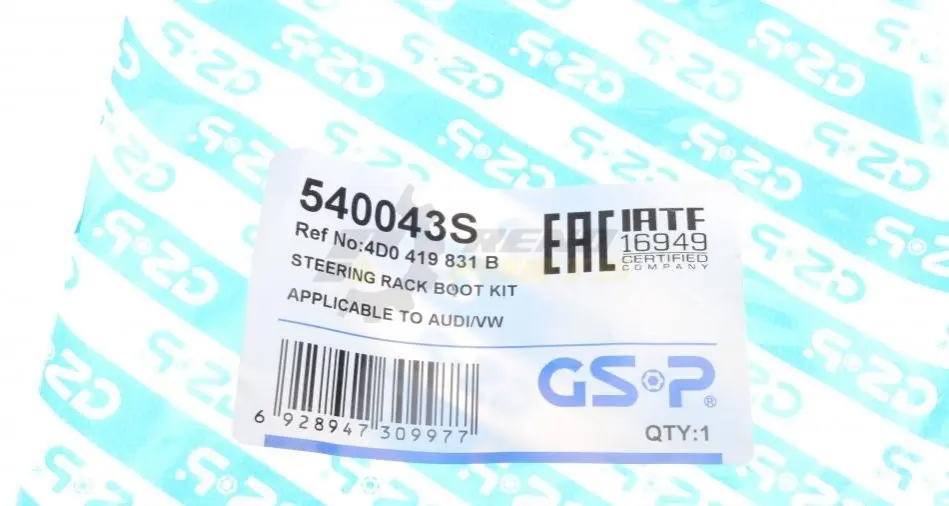 540043S
Ref No:4D0 419 831 B
STEERING RACK BOOT KIT
APPLICABLE TO AUDI/VW
EAC
IATF
16949
CERTIFIED
COMPANY
6 928947 309977
GS·P®
QTY:1